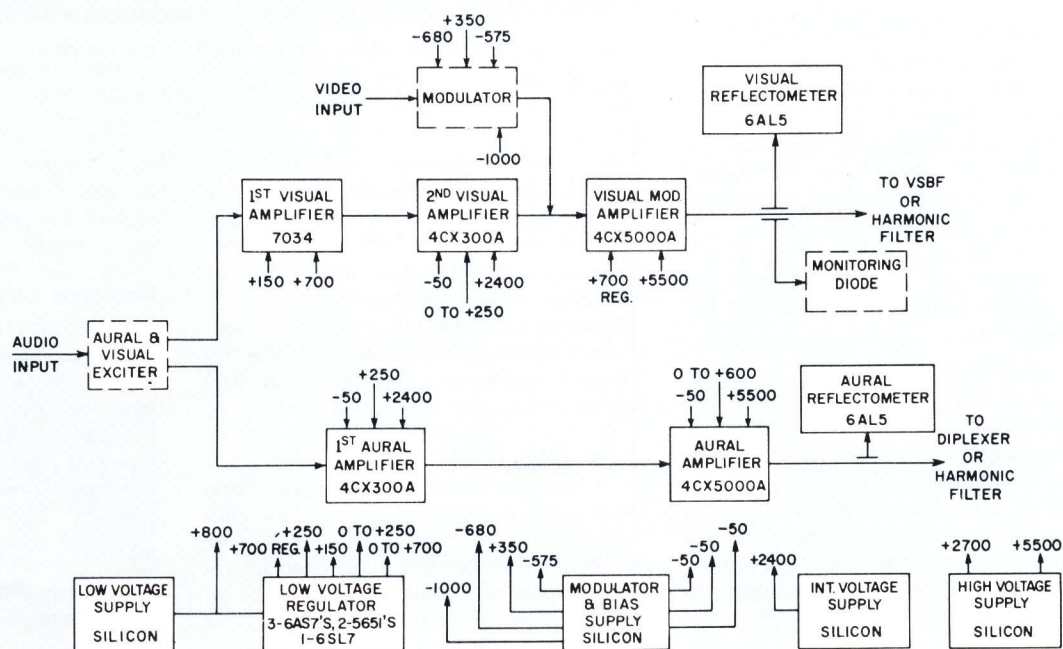 -680
+350
-575
VIDEO
INPUT
MODULATOR
-1000
VISUAL
REFLECTOMETER
6AL5
1ST VISUAL
AMPLIFIER
7034
+150 +700
2ND VISUAL
AMPLIFIER
4CX300A
-50 +2400
0 TO +250
VISUAL MOD.
AMPLIFIER
4CX5000A
+700 +5500
REG.
TO VSBF
OR
HARMONIC
FILTER
MONITORING
DIODE
AUDIO
INPUT
AURAL &
VISUAL
EXCITER
+250
-50 +2400
1ST AURAL
AMPLIFIER
4CX300A
0 TO +600
-50 +5500
AURAL
AMPLIFIER
4CX5000A
AURAL
REFLECTOMETER
6AL5
TO
DIPLEXER
OR
HARMONIC
FILTER
LOW VOLTAGE
SUPPLY
SILICON
+800
+700
REG.
+250
+150
0 TO +250
0 TO +700
LOW VOLTAGE
REGULATOR
3-6AS7'S, 2-5651'S
1-6SL7
-1000
-680
+350
-575
MODULATOR
& BIAS
SUPPLY
SILICON
-50
-50
-50
+2400
INT. VOLTAGE
SUPPLY
SILICON
+2700
+5500
HIGH VOLTAGE
SUPPLY
SILICON